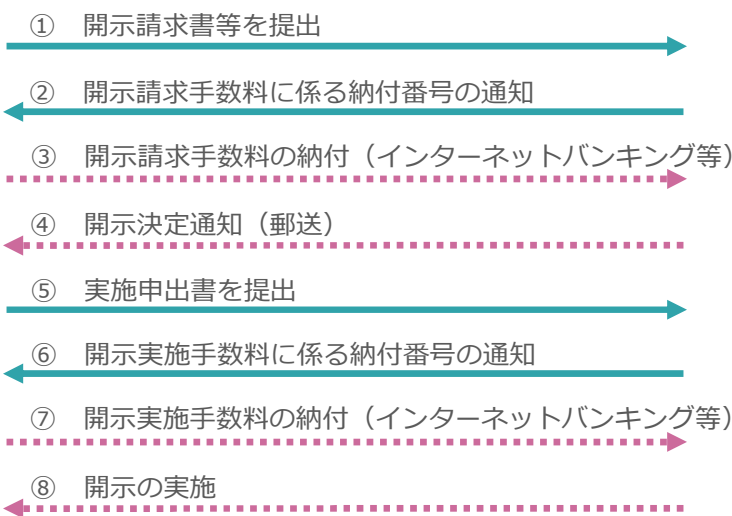 ① 開示請求書等を提出
② 開示請求手数料に係る納付番号の通知
③ 開示請求手数料の納付（インターネットバンキング等）
④ 開示決定通知（郵送）
⑤ 実施申出書を提出
⑥ 開示実施手数料に係る納付番号の通知
⑦ 開示実施手数料の納付（インターネットバンキング等）
⑧ 開示の実施